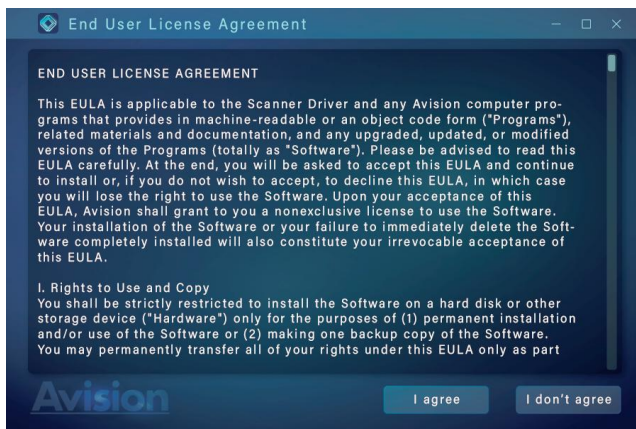 End User License Agreement
END USER LICENSE AGREEMENT
This EULA is applicable to the Scanner Driver and any Avision computer pro-
grams that provides in machine-readable or an object code form ("Programs"),
related materials and documentation, and any upgraded, updated, or modified
versions of the Programs (totally as "Software"). Please be advised to read this
EULA carefully. At the end, you will be asked to accept this EULA and continue
to install or, if you do not wish to accept, to decline this EULA, in which case
you will lose the right to use the Software. Upon your acceptance of this
EULA, Avision shall grant to you a nonexclusive license to use the Software.
Your installation of the Software or your failure to immediately delete the Soft-
ware completely installed will also constitute your irrevocable acceptance of
this EULA.
I. Rights to Use and Copy
You shall be strictly restricted to install the Software on a hard disk or other
storage device ("Hardware") only for the purposes of (1) permanent installation
and/or use of the Software or (2) making one backup copy of the Software.
You may permanently transfer all of your rights under this EULA only as part
Avision
I agree
I don't agree